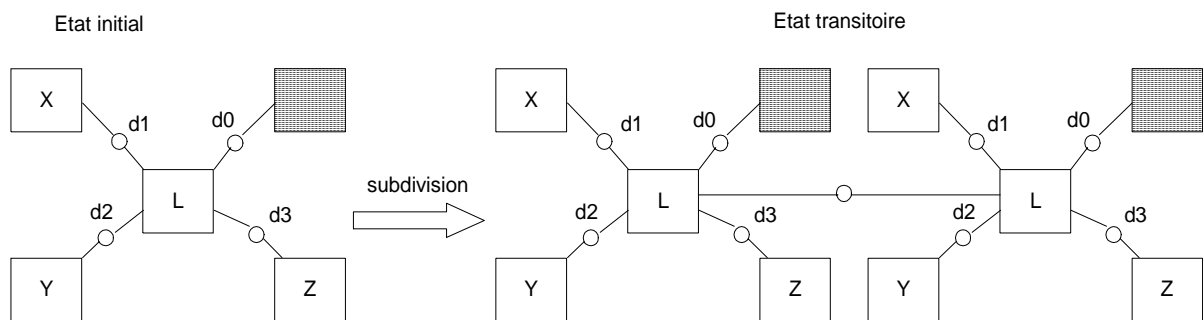 Etat initial
Etat transitoire
X
X
X
d1
d0
d1
d0
d1
d0
L
subdivision
L
L
d2
d3
d2
d3
d2
d3
Y
Z
Y
Z
Y
Z